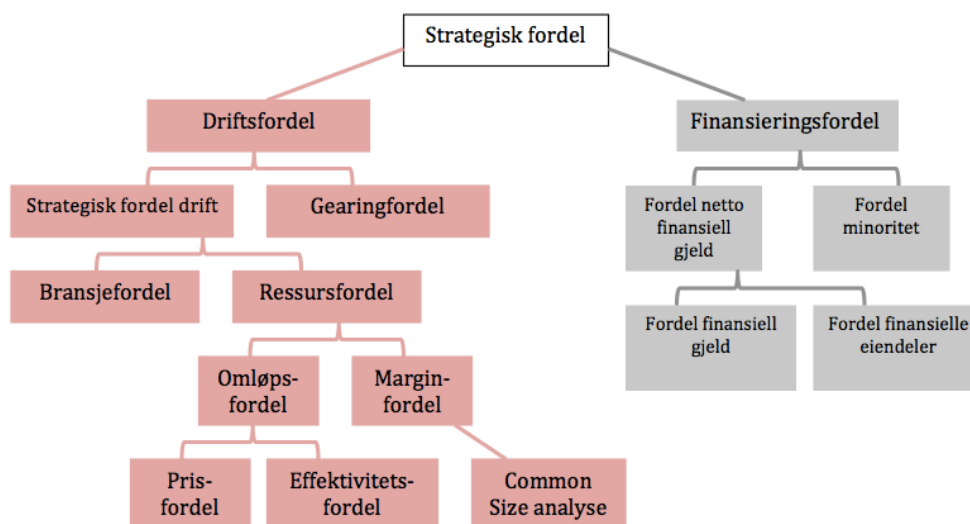 Strategisk fordel
Driftsfordel
Finansieringsfordel
Strategisk fordel drift
Gearingfordel
Fordel netto
finansiell
gjeld
Fordel
minoritet
Bransjefordel
Ressursfordel
Fordel finansiell
gjeld
Fordel finansielle
eiendeler
Omløps-
fordel
Margin-
fordel
Pris-
fordel
Effektivitets-
fordel
Common
Size analyse